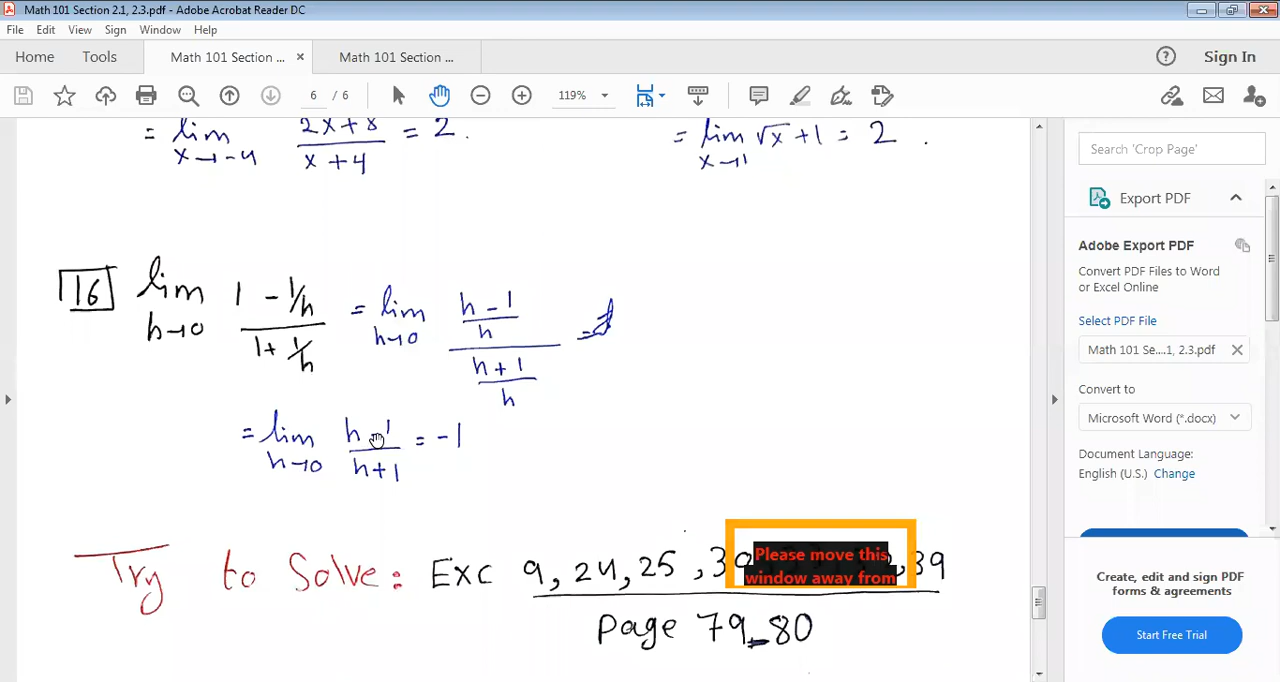 Math 101 Section 2.1, 2.3.pdf - Adobe Acrobat Reader DC
File Edit View Sign Window Help
Home Tools Math 101 Section ... × Math 101 Section ... ? Sign In
6 / 6 119%
= lim x→-4 2x+8 / x+4 = 2 .
= lim x→1 √x + 1 = 2 .
16 lim h→0 1 - 1/h / 1 + 1/h = lim h→0 h-1 / h / h+1 / h =
= lim h→0 h-1 / h+1 = -1
Try to Solve: Exc 9, 24, 25, 39
Please move this
window away from
Page 79-80
Search 'Crop Page'
Export PDF
Adobe Export PDF
Convert PDF Files to Word
or Excel Online
Select PDF File
Math 101 Se....1, 2.3.pdf ×
Convert to
Microsoft Word (*.docx)
Document Language:
English (U.S.) Change
Create, edit and sign PDF
forms & agreements
Start Free Trial